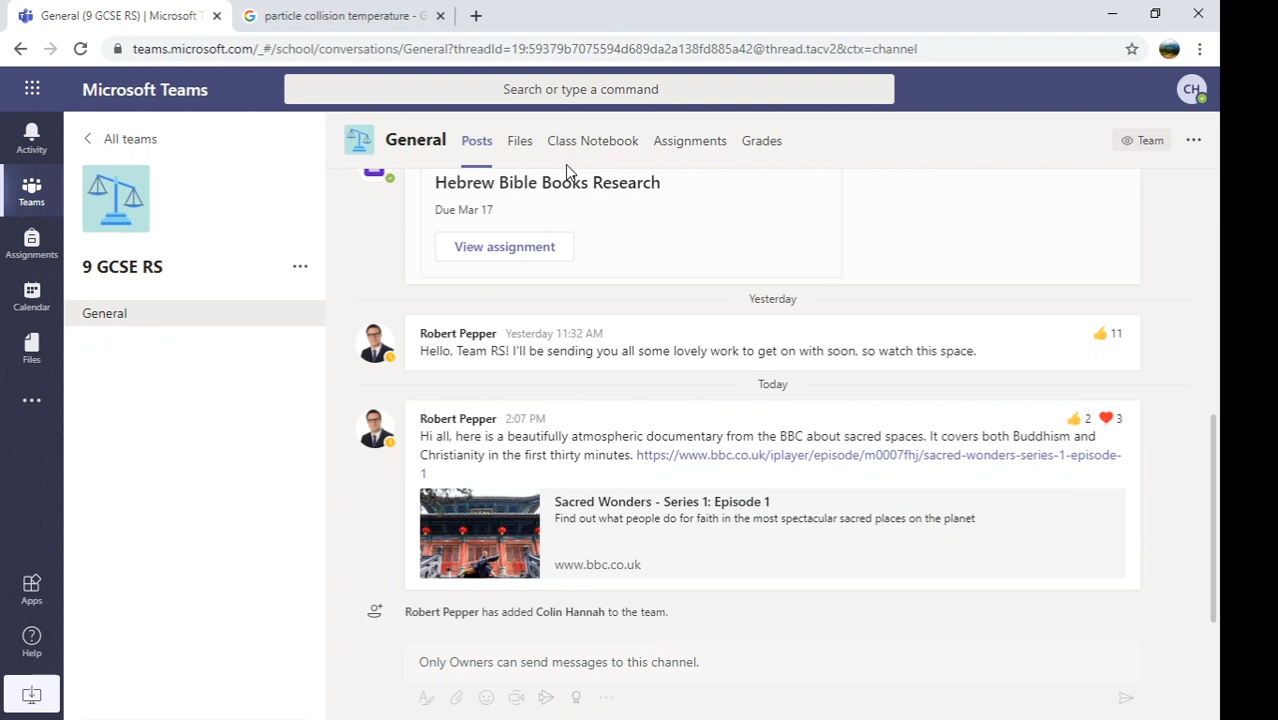 General (9 GCSE RS) | Microsoft T
particle collision temperature - G
teams.microsoft.com/_#/school/conversations/General?threadId=19:59379b7075594d689da2a138fd885a42@thread.tacv2&ctx=channel
Microsoft Teams
Search or type a command
CH
Activity
Teams
Assignments
Calendar
Files
Apps
Help
All teams
9 GCSE RS
General
General
Posts
Files
Class Notebook
Assignments
Grades
Team
Hebrew Bible Books Research
Due Mar 17
View assignment
Yesterday
Robert Pepper Yesterday 11:32 AM
11
Hello, Team RS! I'll be sending you all some lovely work to get on with soon, so watch this space.
Today
Robert Pepper 2:07 PM
2 3
Hi all, here is a beautifully atmospheric documentary from the BBC about sacred spaces. It covers both Buddhism and
Christianity in the first thirty minutes. https://www.bbc.co.uk/iplayer/episode/m0007fhj/sacred-wonders-series-1-episode-
1
Sacred Wonders - Series 1: Episode 1
Find out what people do for faith in the most spectacular sacred places on the planet
www.bbc.co.uk
Robert Pepper has added Colin Hannah to the team.
Only Owners can send messages to this channel.